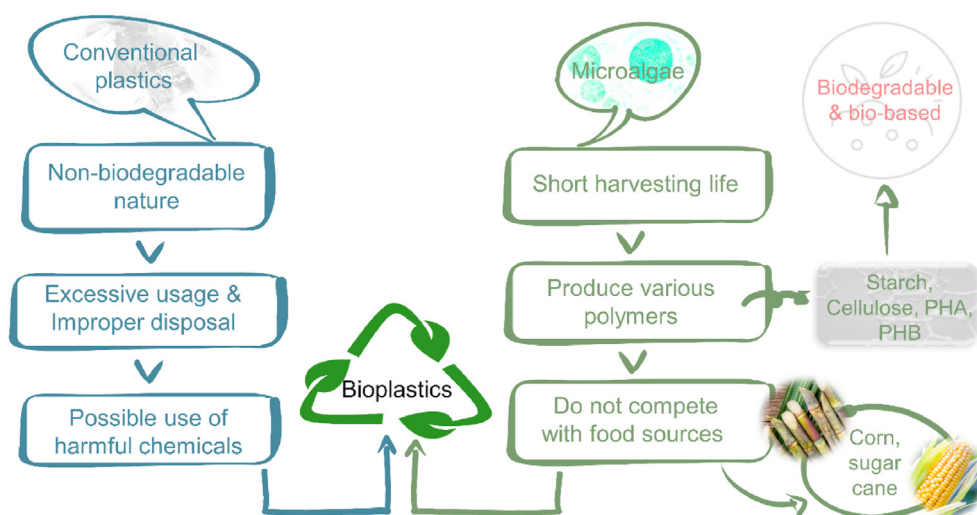 Conventional
plastics
Non-biodegradable
nature
Excessive usage &
Improper disposal
Possible use of
harmful chemicals
Bioplastics
Microalgae
Short harvesting life
Produce various
polymers
Do not compete
with food sources
Biodegradable
& bio-based
Starch,
Cellulose, PHA,
PHB
Corn,
sugar
cane